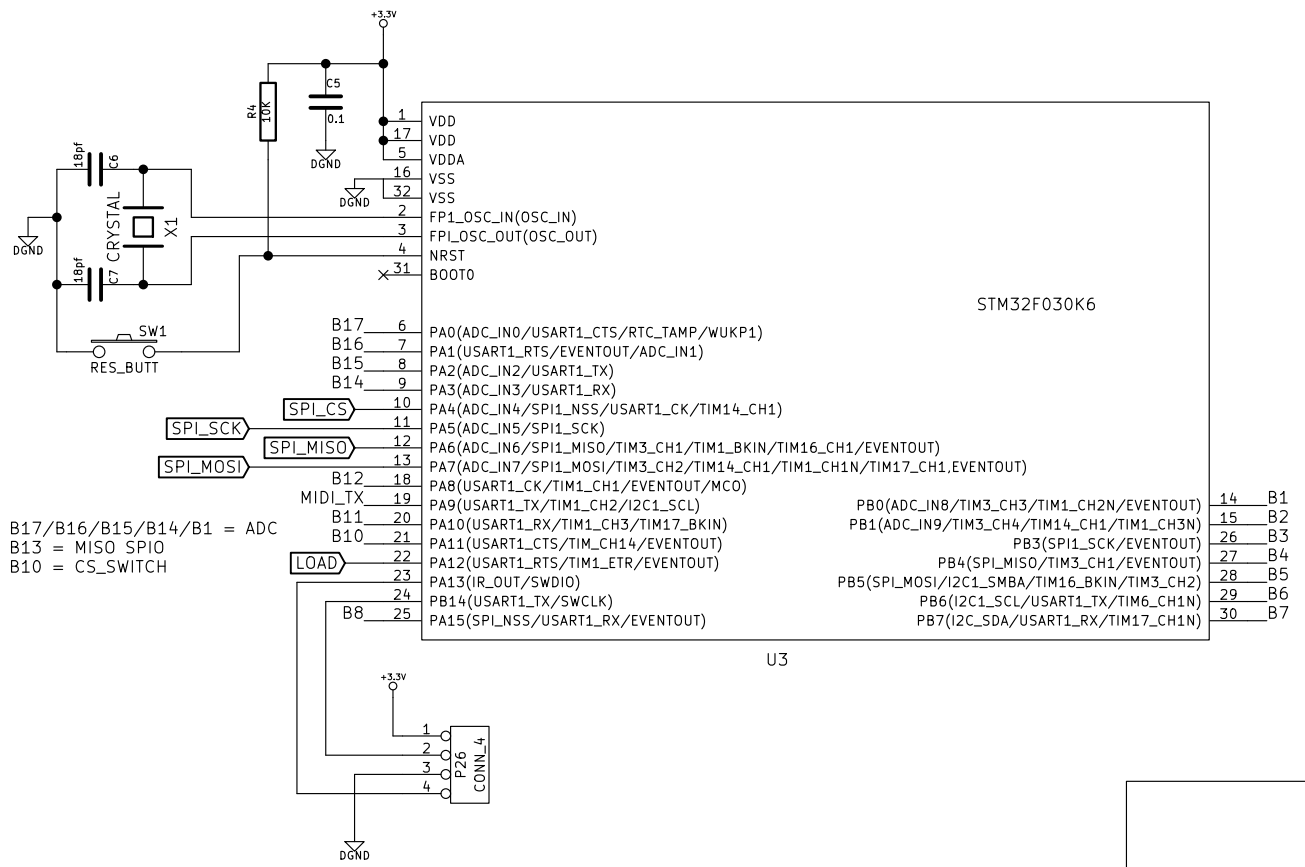 +3.3V
C5
0.1
DGND
R4
10K
18pf
C6
CRYSTAL
X1
18pf
C7
DGND
SW1
RES_BUTT
DGND
1 VDD
17 VDD
5 VDDA
16 VSS
32 VSS
2 FP1_OSC_IN(OSC_IN)
3 FPI_OSC_OUT(OSC_OUT)
4 NRST
31 BOOT0
STM32F030K6
B17 6 PA0(ADC_IN0/USART1_CTS/RTC_TAMP/WUKP1)
B16 7 PA1(USART1_RTS/EVENTOUT/ADC_IN1)
B15 8 PA2(ADC_IN2/USART1_TX)
B14 9 PA3(ADC_IN3/USART1_RX)
SPI_CS 10 PA4(ADC_IN4/SPI1_NSS/USART1_CK/TIM14_CH1)
SPI_SCK 11 PA5(ADC_IN5/SPI1_SCK)
SPI_MISO 12 PA6(ADC_IN6/SPI1_MISO/TIM3_CH1/TIM1_BKIN/TIM16_CH1/EVENTOUT)
SPI_MOSI 13 PA7(ADC_IN7/SPI1_MOSI/TIM3_CH2/TIM14_CH1/TIM1_CH1N/TIM17_CH1,EVENTOUT)
B12 18 PA8(USART1_CK/TIM1_CH1/EVENTOUT/MCO)
MIDI_TX 19 PA9(USART1_TX/TIM1_CH2/I2C1_SCL)
B11 20 PA10(USART1_RX/TIM1_CH3/TIM17_BKIN)
B10 21 PA11(USART1_CTS/TIM_CH14/EVENTOUT)
LOAD 22 PA12(USART1_RTS/TIM1_ETR/EVENTOUT)
23 PA13(IR_OUT/SWDIO)
24 PB14(USART1_TX/SWCLK)
B8 25 PA15(SPI_NSS/USART1_RX/EVENTOUT)
PB0(ADC_IN8/TIM3_CH3/TIM1_CH2N/EVENTOUT) 14 B1
PB1(ADC_IN9/TIM3_CH4/TIM14_CH1/TIM1_CH3N) 15 B2
PB3(SPI1_SCK/EVENTOUT) 26 B3
PB4(SPI_MISO/TIM3_CH1/EVENTOUT) 27 B4
PB5(SPI_MOSI/I2C1_SMBA/TIM16_BKIN/TIM3_CH2) 28 B5
PB6(I2C1_SCL/USART1_TX/TIM6_CH1N) 29 B6
PB7(I2C_SDA/USART1_RX/TIM17_CH1N) 30 B7
B17/B16/B15/B14/B1 = ADC
B13 = MISO SPIO
B10 = CS_SWITCH
U3
+3.3V
1
2
3
4
P26
CONN_4
DGND